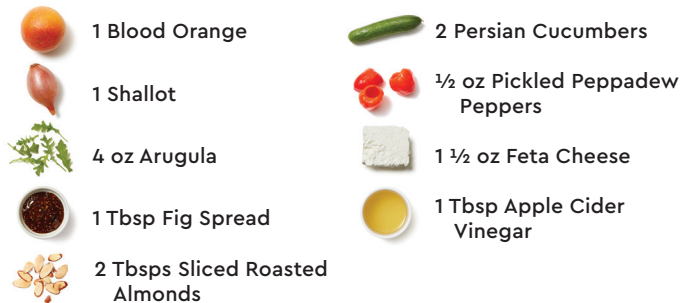 1 Blood Orange
1 Shallot
4 oz Arugula
1 Tbsp Fig Spread
2 Tbsps Sliced Roasted
Almonds
2 Persian Cucumbers
½ oz Pickled Peppadew
Peppers
1 ½ oz Feta Cheese
1 Tbsp Apple Cider
Vinegar